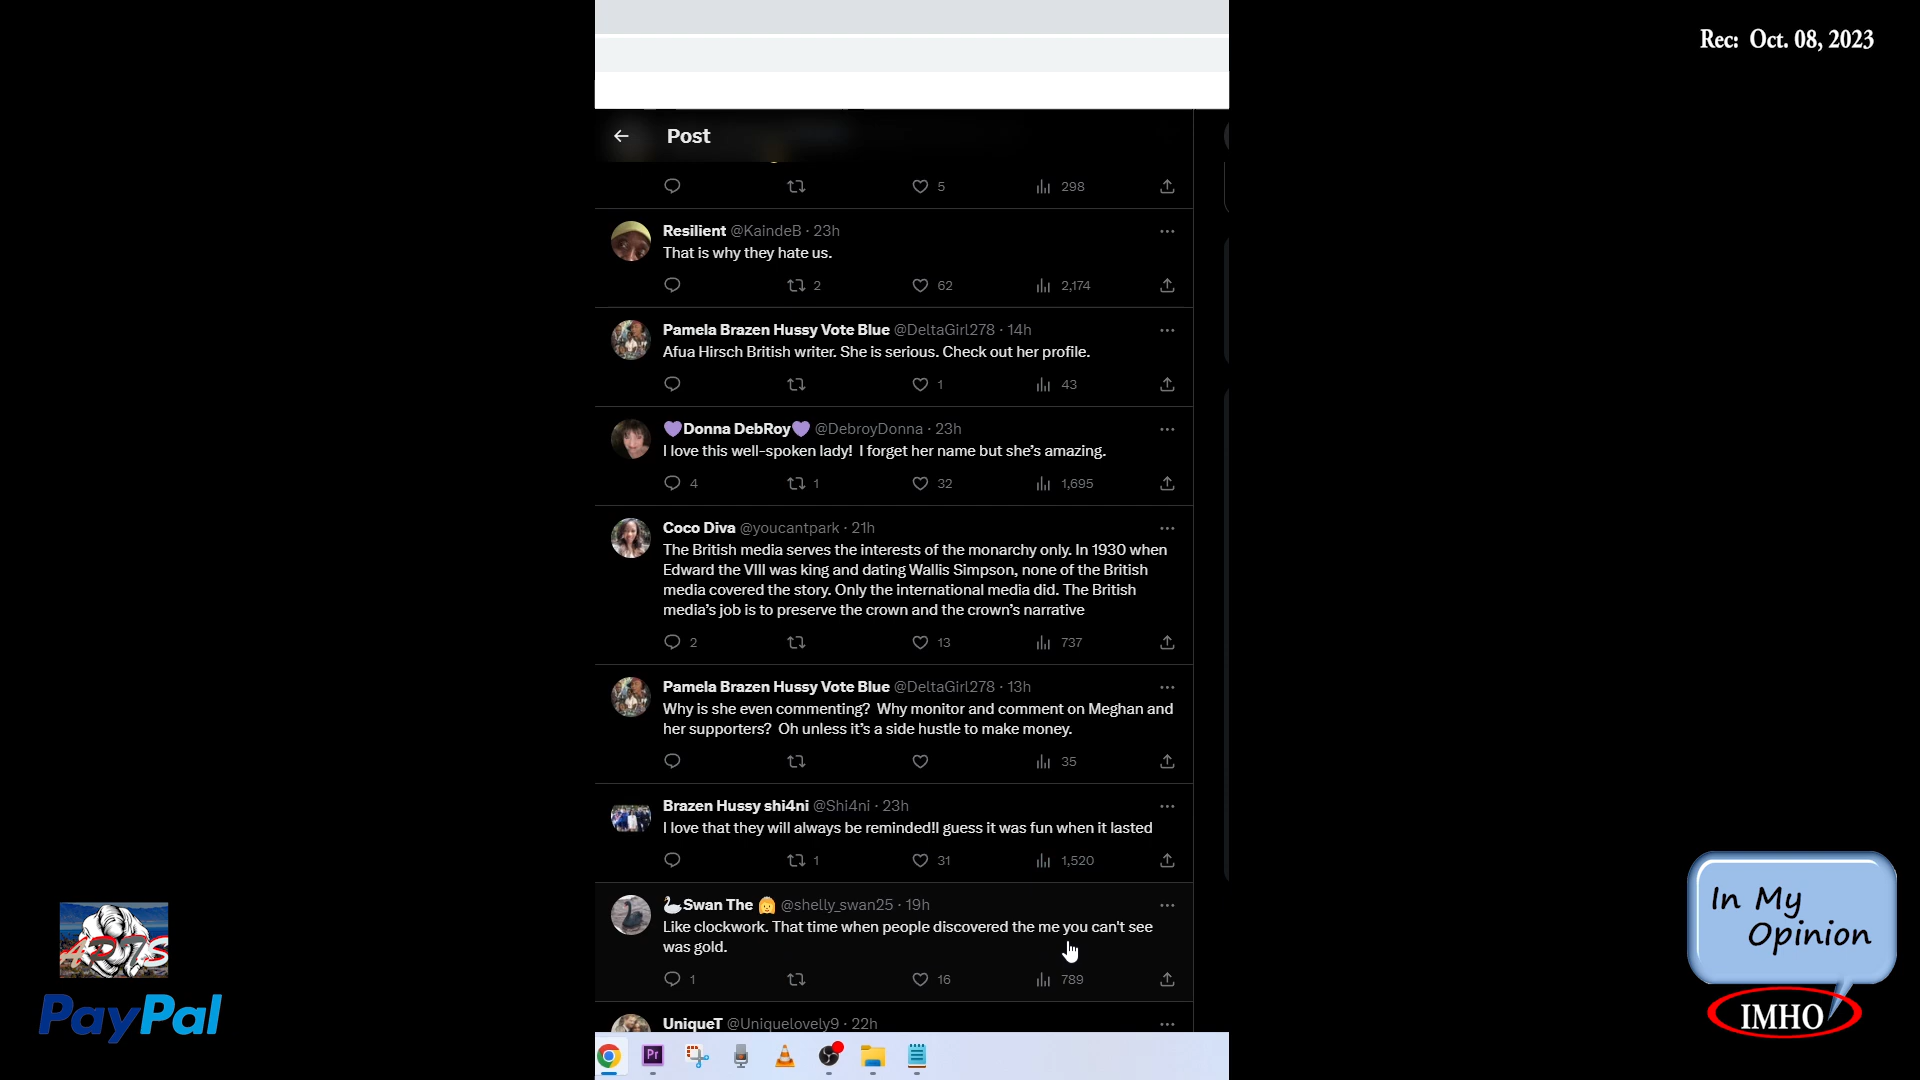 Rec: Oct. 08, 2023
Post
5 298
Resilient @KaindeB · 23h
That is why they hate us.
2 62 2,174
Pamela Brazen Hussy Vote Blue @DeltaGirl278 · 14h
Afua Hirsch British writer. She is serious. Check out her profile.
1 43
💜Donna DebRoy💜 @DebroyDonna · 23h
I love this well-spoken lady! I forget her name but she's amazing.
4 1 32 1,695
Coco Diva @youcantpark · 21h
The British media serves the interests of the monarchy only. In 1930 when
Edward the VIII was king and dating Wallis Simpson, none of the British
media covered the story. Only the international media did. The British
media's job is to preserve the crown and the crown's narrative
2 13 737
Pamela Brazen Hussy Vote Blue @DeltaGirl278 · 13h
Why is she even commenting? Why monitor and comment on Meghan and
her supporters? Oh unless it's a side hustle to make money.
35
Brazen Hussy shi4ni @Shi4ni · 23h
I love that they will always be reminded!I guess it was fun when it lasted
1 31 1,520
🦢Swan The 👸 @shelly_swan25 · 19h
Like clockwork. That time when people discovered the me you can't see
was gold.
1 16 789
UniqueT @Uniquelovely9 · 22h
Pr
PayPal
In My
Opinion
IMHO